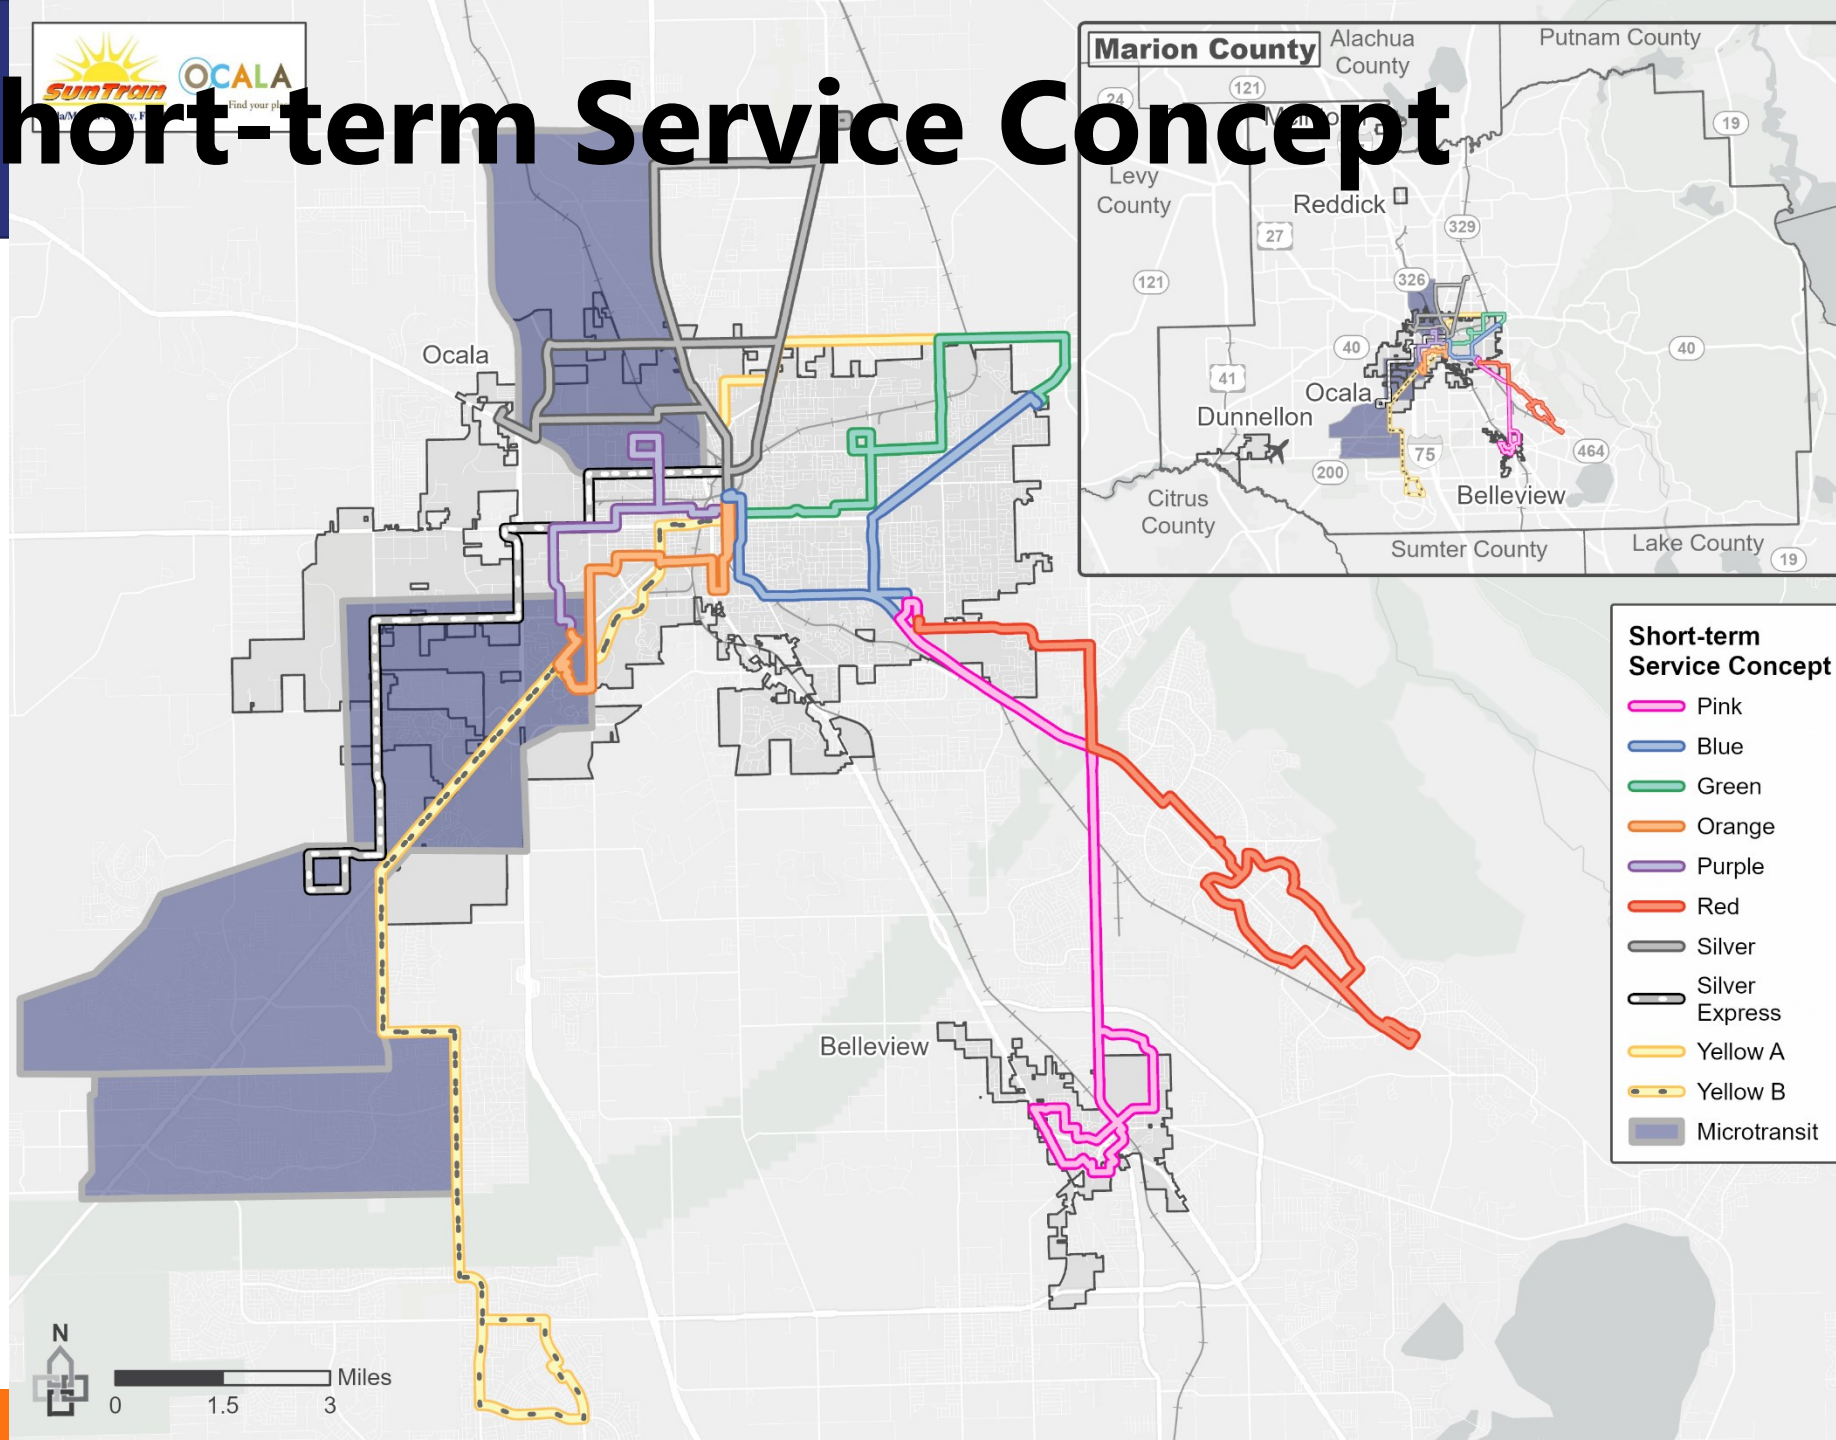 hort-term Service Concept
SunTran
OCALA
Find your pl
Marion County
Alachua
County
Putnam County
24
121
19
Levy
County
Reddick
329
27
121
326
40
40
41
Ocala
Dunnellon
75
464
200
Citrus
County
Belleview
Sumter County
Lake County
19
Ocala
Belleview
Short-term
Service Concept
Pink
Blue
Green
Orange
Purple
Red
Silver
Silver
Express
Yellow A
Yellow B
Microtransit
N
Miles
0
1.5
3